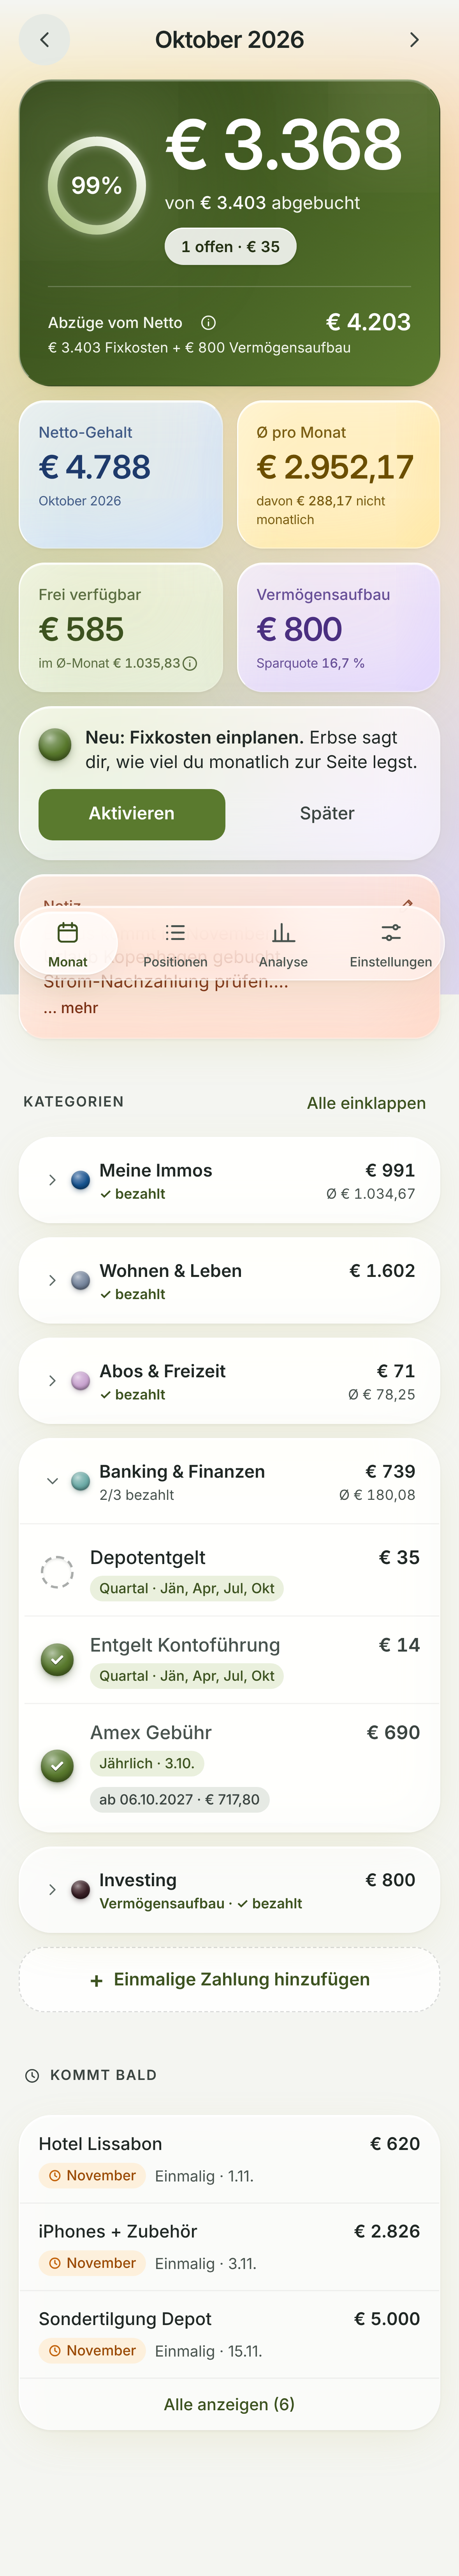 Oktober 2026
99%
€ 3.368
von € 3.403 abgebucht
1 offen · € 35
Abzüge vom Netto
€ 4.203
€ 3.403 Fixkosten + € 800 Vermögensaufbau
Netto-Gehalt
€ 4.788
Oktober 2026
Ø pro Monat
€ 2.952,17
davon € 288,17 nicht
monatlich
Frei verfügbar
€ 585
im Ø-Monat € 1.035,83
Vermögensaufbau
€ 800
Sparquote 16,7 %
Neu: Fixkosten einplanen. Erbse sagt
dir, wie viel du monatlich zur Seite legst.
Aktivieren
Später
Notiz
Kopenhagen gebucht
Monat
Positionen
Analyse
Einstellungen
Strom-Nachzahlung prüfen....
... mehr
KATEGORIEN
Alle einklappen
Meine Immos
€ 991
✓ bezahlt
Ø € 1.034,67
Wohnen & Leben
€ 1.602
✓ bezahlt
Abos & Freizeit
€ 71
✓ bezahlt
Ø € 78,25
Banking & Finanzen
€ 739
2/3 bezahlt
Ø € 180,08
Depotentgelt
€ 35
Quartal · Jän, Apr, Jul, Okt
Entgelt Kontoführung
€ 14
Quartal · Jän, Apr, Jul, Okt
Amex Gebühr
€ 690
Jährlich · 3.10.
ab 06.10.2027 · € 717,80
Investing
€ 800
Vermögensaufbau · ✓ bezahlt
+ Einmalige Zahlung hinzufügen
KOMMT BALD
Hotel Lissabon
€ 620
November
Einmalig · 1.11.
iPhones + Zubehör
€ 2.826
November
Einmalig · 3.11.
Sondertilgung Depot
€ 5.000
November
Einmalig · 15.11.
Alle anzeigen (6)